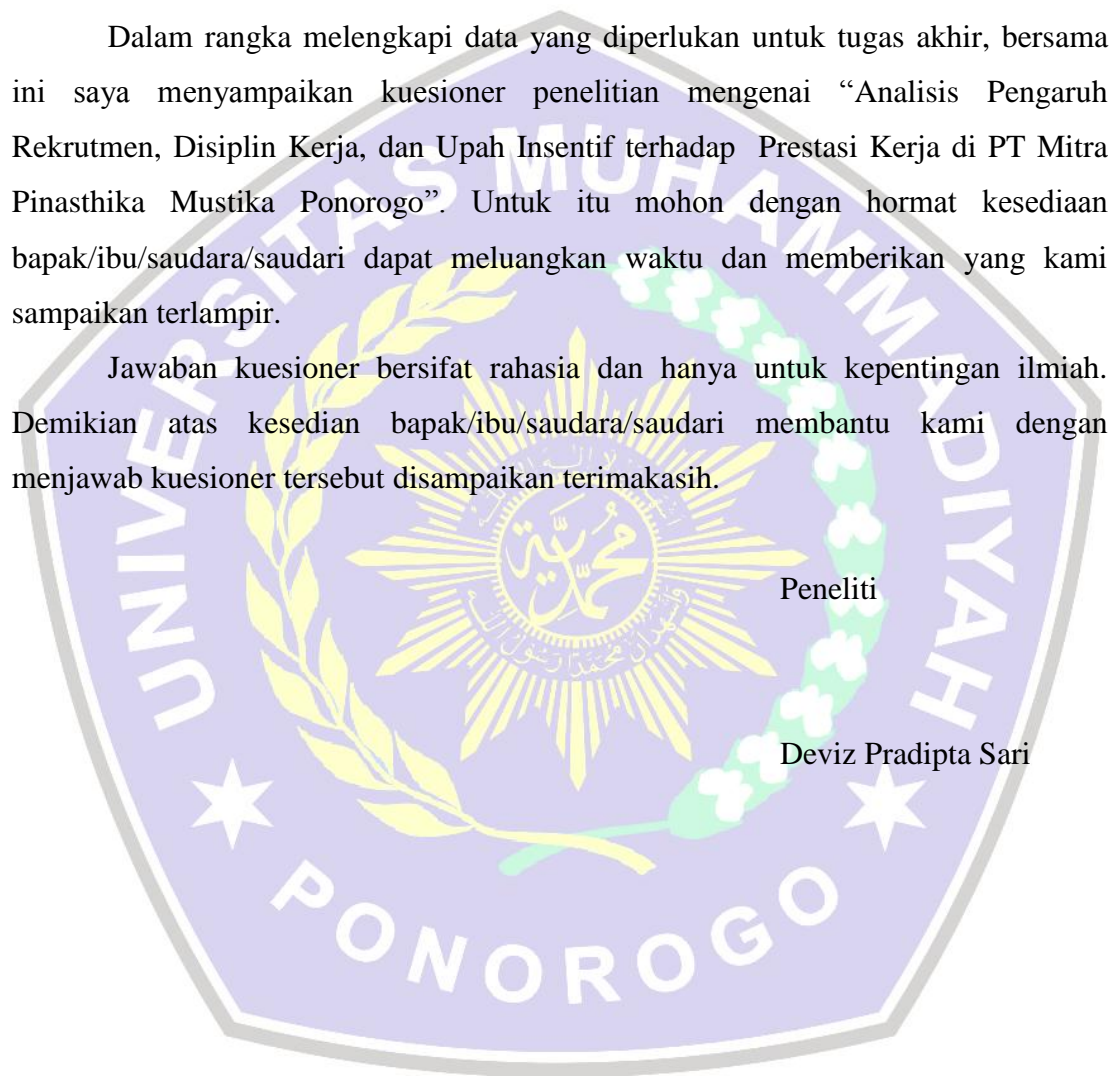 Dalam rangka melengkapi data yang diperlukan untuk tugas akhir, bersama
ini saya menyampaikan kuesioner penelitian mengenai “Analisis Pengaruh
Rekrutmen, Disiplin Kerja, dan Upah Insentif terhadap Prestasi Kerja di PT Mitra
Pinasthika Mustika Ponorogo”. Untuk itu mohon dengan hormat kesediaan
bapak/ibu/saudara/saudari dapat meluangkan waktu dan memberikan yang kami
sampaikan terlampir.
Jawaban kuesioner bersifat rahasia dan hanya untuk kepentingan ilmiah.
Demikian atas kesedian bapak/ibu/saudara/saudari membantu kami dengan
menjawab kuesioner tersebut disampaikan terimakasih.
Peneliti
Deviz Pradipta Sari
UNIVERSITAS MUHAMMADIYAH
PONOROGO
محمدية